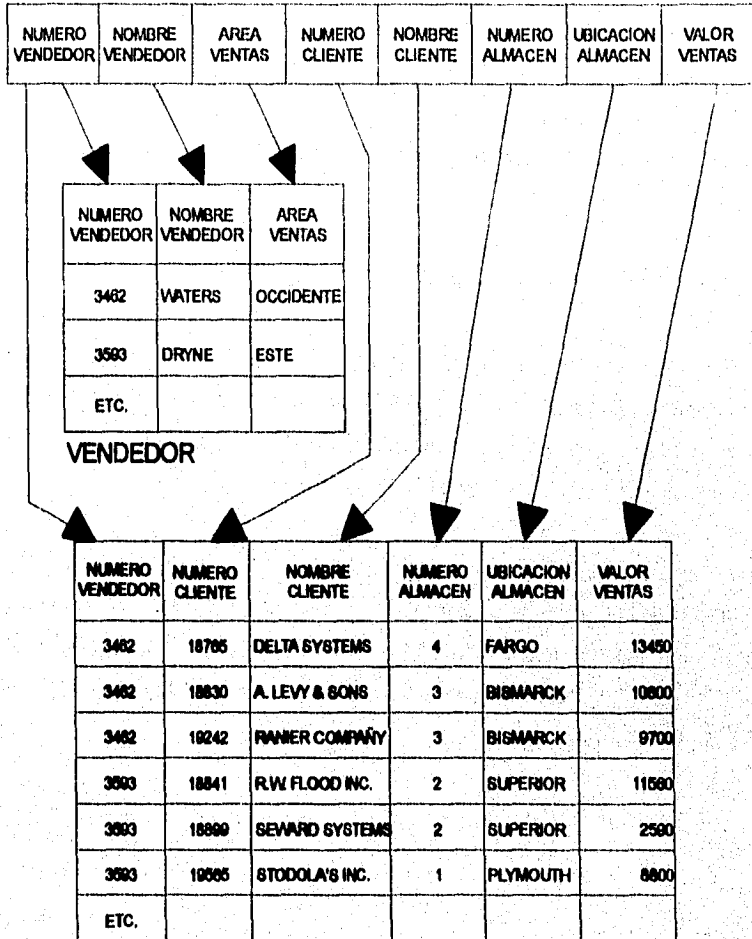 NUMERO NOMBRE AREA NUMERO NOMBRE NUMERO UBICACION VALOR
VENDEDOR VENDEDOR VENTAS CLIENTE CLIENTE ALMACEN ALMACEN VENTAS
NUMERO NOMBRE AREA
VENDEDOR VENDEDOR VENTAS
3462 WATERS OCCIDENTE
3593 DRYNE ESTE
ETC.
VENDEDOR
NUMERO NUMERO NOMBRE NUMERO UBICACION VALOR
VENDEDOR CLIENTE CLIENTE ALMACEN ALMACEN VENTAS
3462 18765 DELTA SYSTEMS 4 FARGO 13450
3462 18830 A. LEVY & SONS 3 BISMARCK 10600
3462 19242 RANIER COMPAÑY 3 BISMARCK 9700
3593 18841 R.W. FLOOD INC. 2 SUPERIOR 11560
3593 18899 SEWARD SYSTEMS 2 SUPERIOR 2590
3593 19565 STODOLA'S INC. 1 PLYMOUTH 8800
ETC.